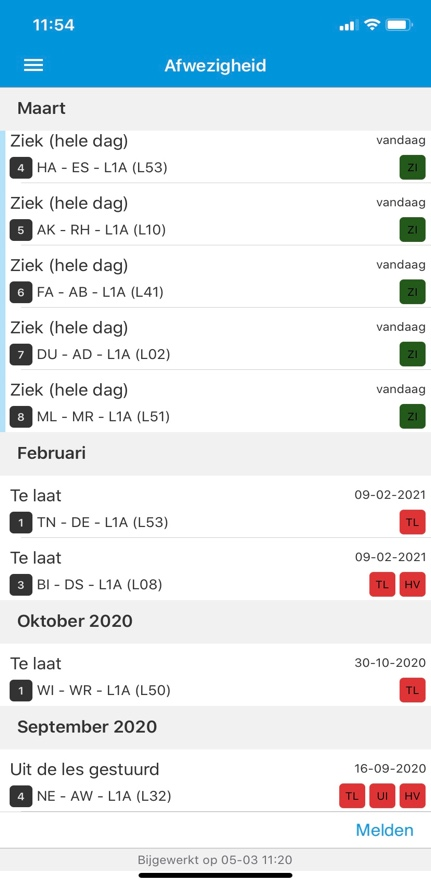 11:54
Afwezigheid
Maart
Ziek (hele dag) vandaag
4 HA - ES - L1A (L53) ZI
Ziek (hele dag) vandaag
5 AK - RH - L1A (L10) ZI
Ziek (hele dag) vandaag
6 FA - AB - L1A (L41) ZI
Ziek (hele dag) vandaag
7 DU - AD - L1A (L02) ZI
Ziek (hele dag) vandaag
8 ML - MR - L1A (L51) ZI
Februari
Te laat 09-02-2021
1 TN - DE - L1A (L53) TL
Te laat 09-02-2021
3 BI - DS - L1A (L08) TL HV
Oktober 2020
Te laat 30-10-2020
1 WI - WR - L1A (L50) TL
September 2020
Uit de les gestuurd 16-09-2020
4 NE - AW - L1A (L32) TL UI HV
Melden
Bijgewerkt op 05-03 11:20